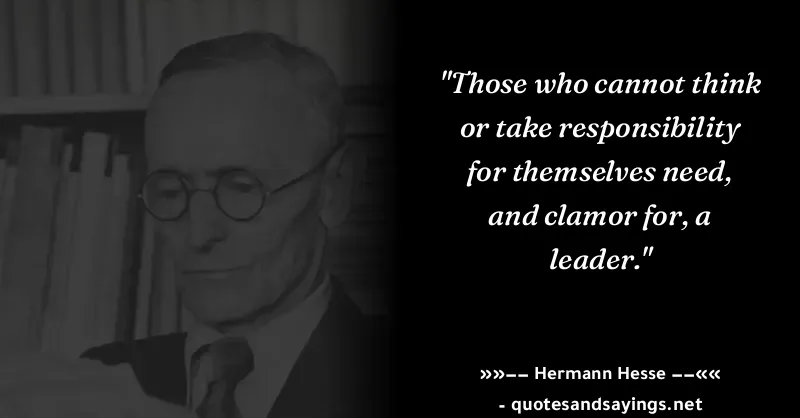 "Those who cannot think
or take responsibility
for themselves need,
and clamor for, a
leader."
»»−− Hermann Hesse −−««
- quotesandsayings.net